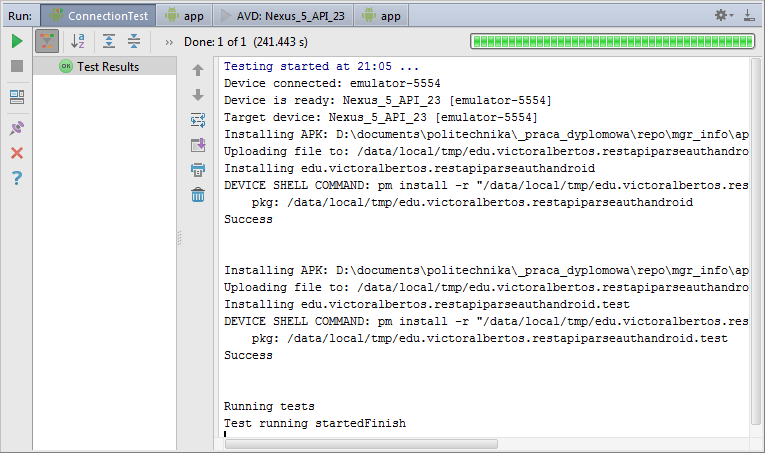 Run: ConnectionTest app AVD: Nexus_5_API_23 app
Done: 1 of 1 (241.443 s)
OK Test Results
Testing started at 21:05 ...
Device connected: emulator-5554
Device is ready: Nexus_5_API_23 [emulator-5554]
Target device: Nexus_5_API_23 [emulator-5554]
Installing APK: D:\documents\politechnika\_praca_dyplomowa\repo\mgr_info\ap
Uploading file to: /data/local/tmp/edu.victoralbertos.restapiparseauthandro
Installing edu.victoralbertos.restapiparseauthandroid
DEVICE SHELL COMMAND: pm install -r "/data/local/tmp/edu.victoralbertos.res
pkg: /data/local/tmp/edu.victoralbertos.restapiparseauthandroid
Success
Installing APK: D:\documents\politechnika\_praca_dyplomowa\repo\mgr_info\ap
Uploading file to: /data/local/tmp/edu.victoralbertos.restapiparseauthandro
Installing edu.victoralbertos.restapiparseauthandroid.test
DEVICE SHELL COMMAND: pm install -r "/data/local/tmp/edu.victoralbertos.res
pkg: /data/local/tmp/edu.victoralbertos.restapiparseauthandroid.test
Success
Running tests
Test running startedFinish